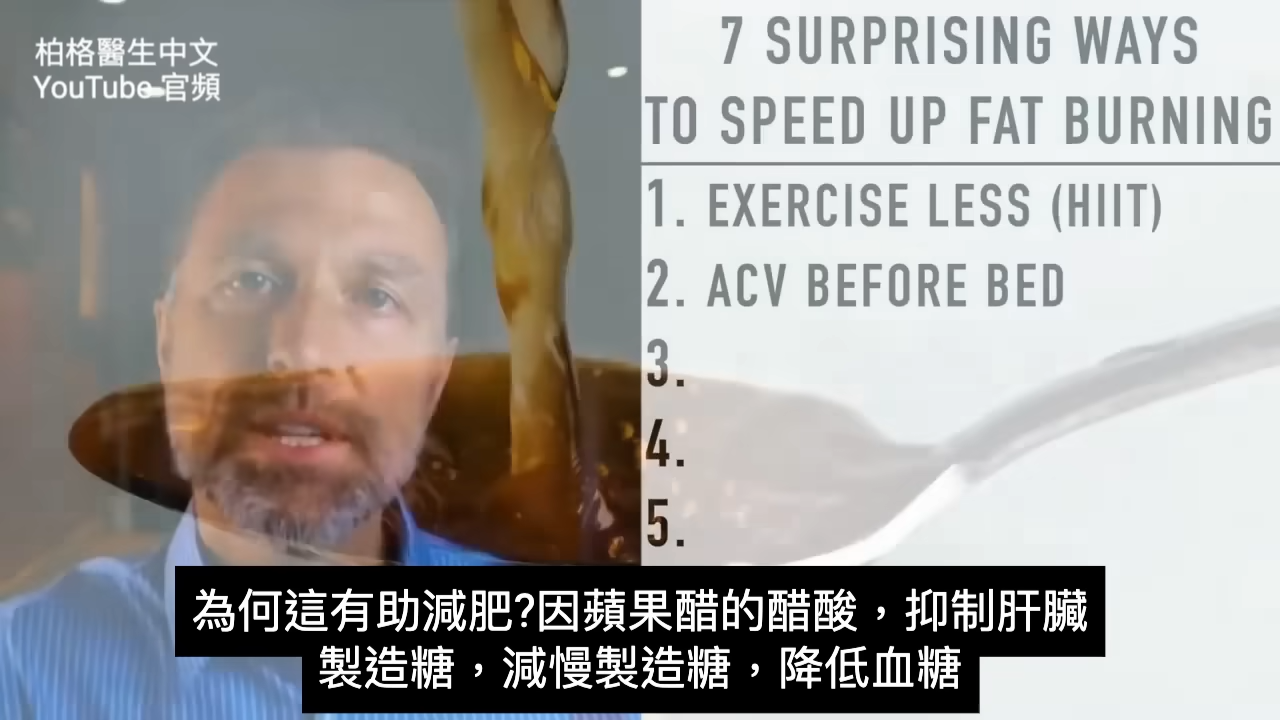 柏格醫生中文
YouTube 官頻
7 SURPRISING WAYS
TO SPEED UP FAT BURNING
1. EXERCISE LESS (HIIT)
2. ACV BEFORE BED
3.
4.
5.
為何這有助減肥?因蘋果醋的醋酸，抑制肝臟
製造糖，減慢製造糖，降低血糖